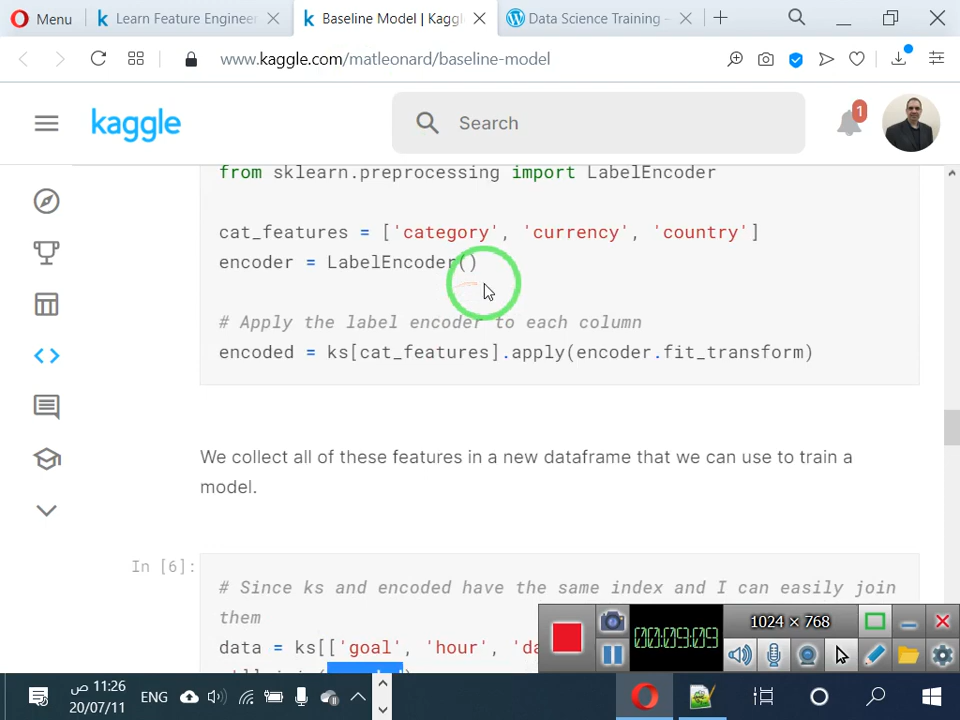 Menu
Learn Feature Engineer
Baseline Model | Kaggl
Data Science Training -
www.kaggle.com/matleonard/baseline-model
kaggle
Search
1
from sklearn.preprocessing import LabelEncoder
cat_features = ['category', 'currency', 'country']
encoder = LabelEncoder()
# Apply the label encoder to each column
encoded = ks[cat_features].apply(encoder.fit_transform)
We collect all of these features in a new dataframe that we can use to train a
model.
In [6]:
# Since ks and encoded have the same index and I can easily join
them
data = ks[['goal', 'hour', 'da
00:09:09
1024 × 768
11:26 ص
20/07/11
ENG